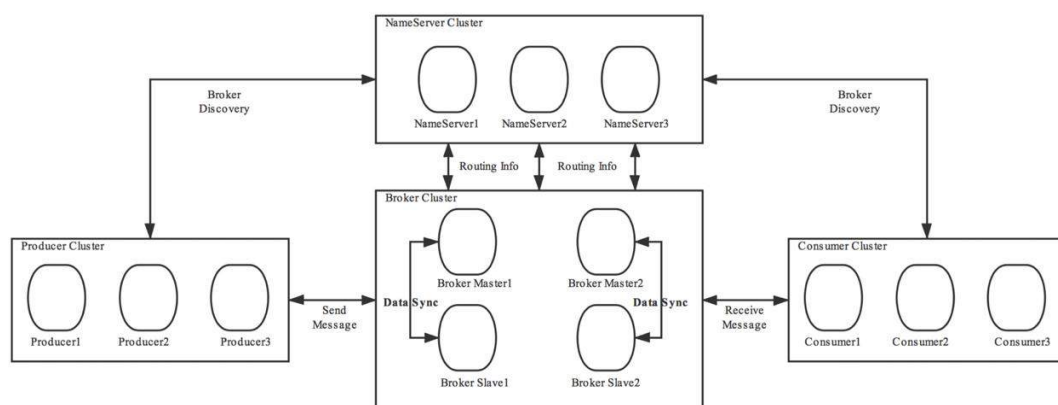 NameServer Cluster
NameServer1
NameServer2
NameServer3
Broker
Discovery
Broker
Discovery
Routing Info
Routing Info
Broker Cluster
Broker Master1
Broker Master2
Data Sync
Data Sync
Broker Slave1
Broker Slave2
Producer Cluster
Producer1
Producer2
Producer3
Send
Message
Receive
Message
Consumer Cluster
Consumer1
Consumer2
Consumer3